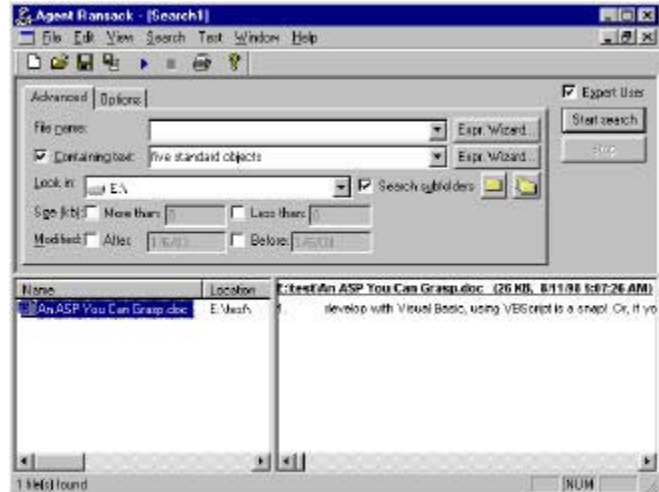 Agent Ransack - [Search1]
File Edit View Search Test Window Help
Advanced Options
Expert User
File name:
Expr. Wizard...
Start search
Containing text:
five standard objects
Expr. Wizard...
Stop
Look in: E:\
Search subfolders
Size (kb): More than: 0 Less than: 0
Modified: After: Before:
Name Location
E:\test\An ASP You Can Grasp.doc (26 KB, 8/11/98 5:07:26 AM)
An ASP You Can Grasp.doc E:\test\
develop with Visual Basic, using VBScript is a snap! Or, if yo
1 file(s) found
NUM